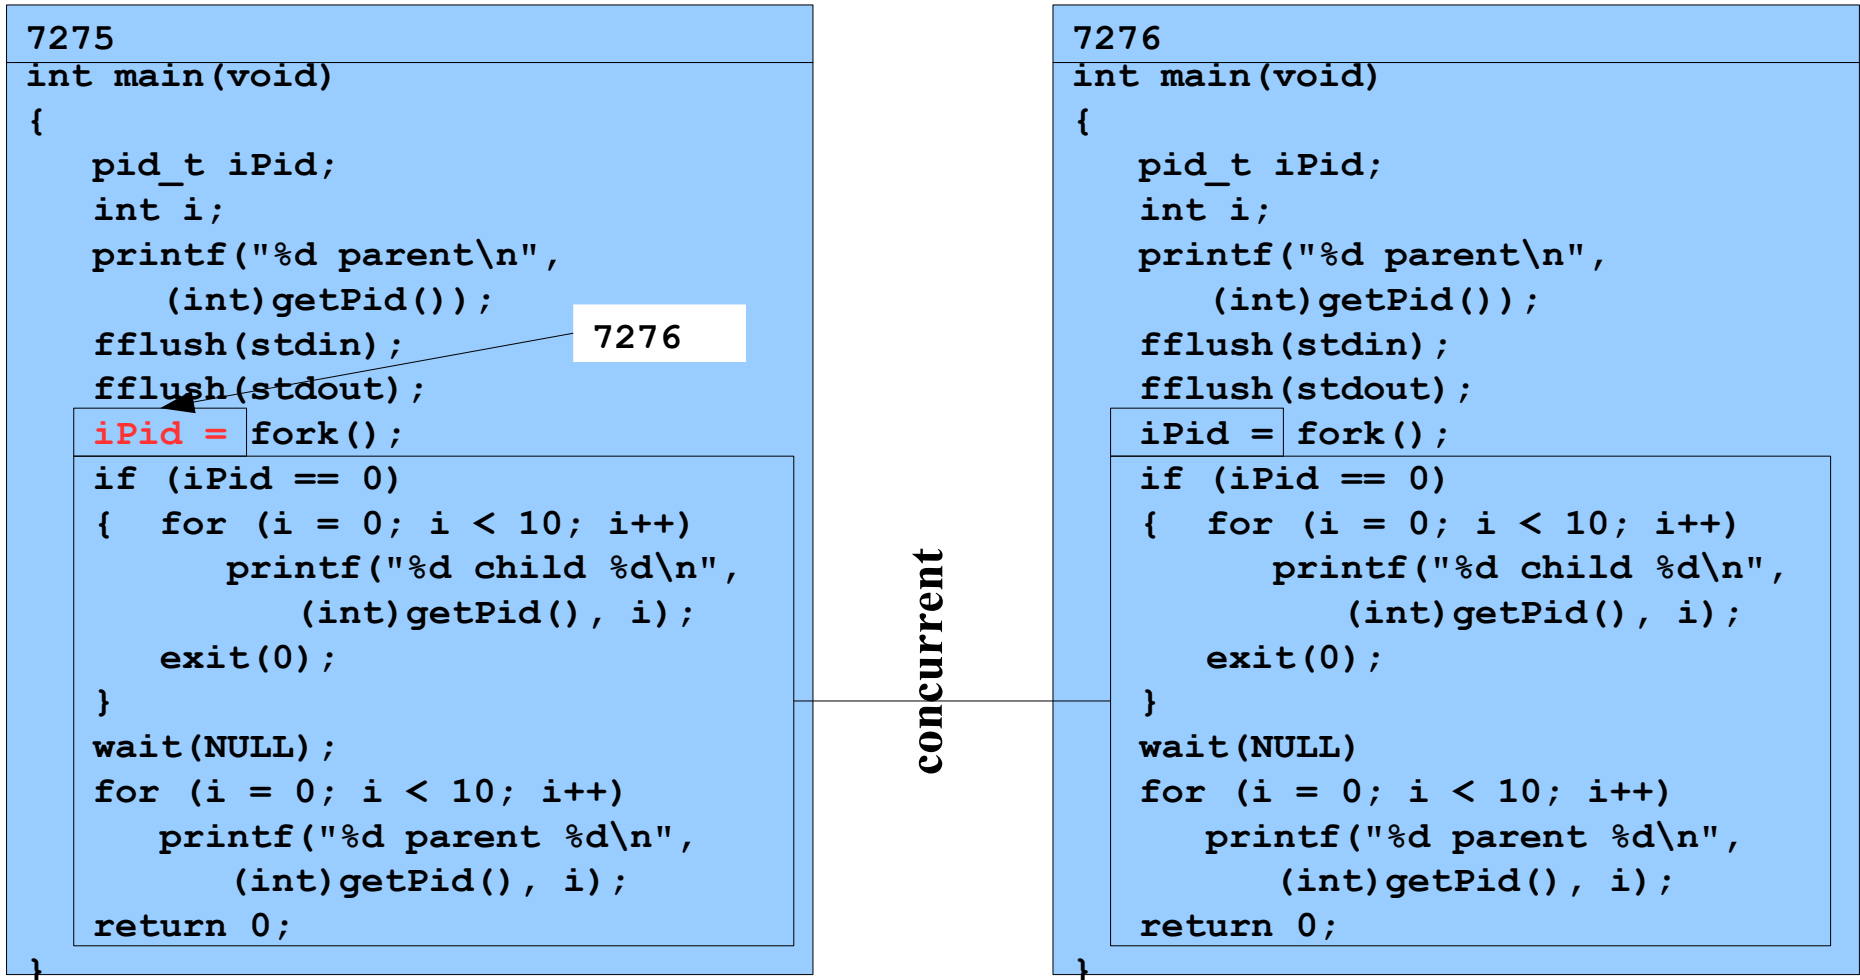 7275
int main(void)
{
pid_t iPid;
int i;
printf("%d parent\n",
(int)getPid());
fflush(stdin);
7276
fflush(stdout);
iPid = fork();
if (iPid == 0)
{ for (i = 0; i < 10; i++)
printf("%d child %d\n",
(int)getPid(), i);
exit(0);
}
wait(NULL);
for (i = 0; i < 10; i++)
printf("%d parent %d\n",
(int)getPid(), i);
return 0;
}
concurrent
7276
int main(void)
{
pid_t iPid;
int i;
printf("%d parent\n",
(int)getPid());
fflush(stdin);
fflush(stdout);
iPid = fork();
if (iPid == 0)
{ for (i = 0; i < 10; i++)
printf("%d child %d\n",
(int)getPid(), i);
exit(0);
}
wait(NULL)
for (i = 0; i < 10; i++)
printf("%d parent %d\n",
(int)getPid(), i);
return 0;
}